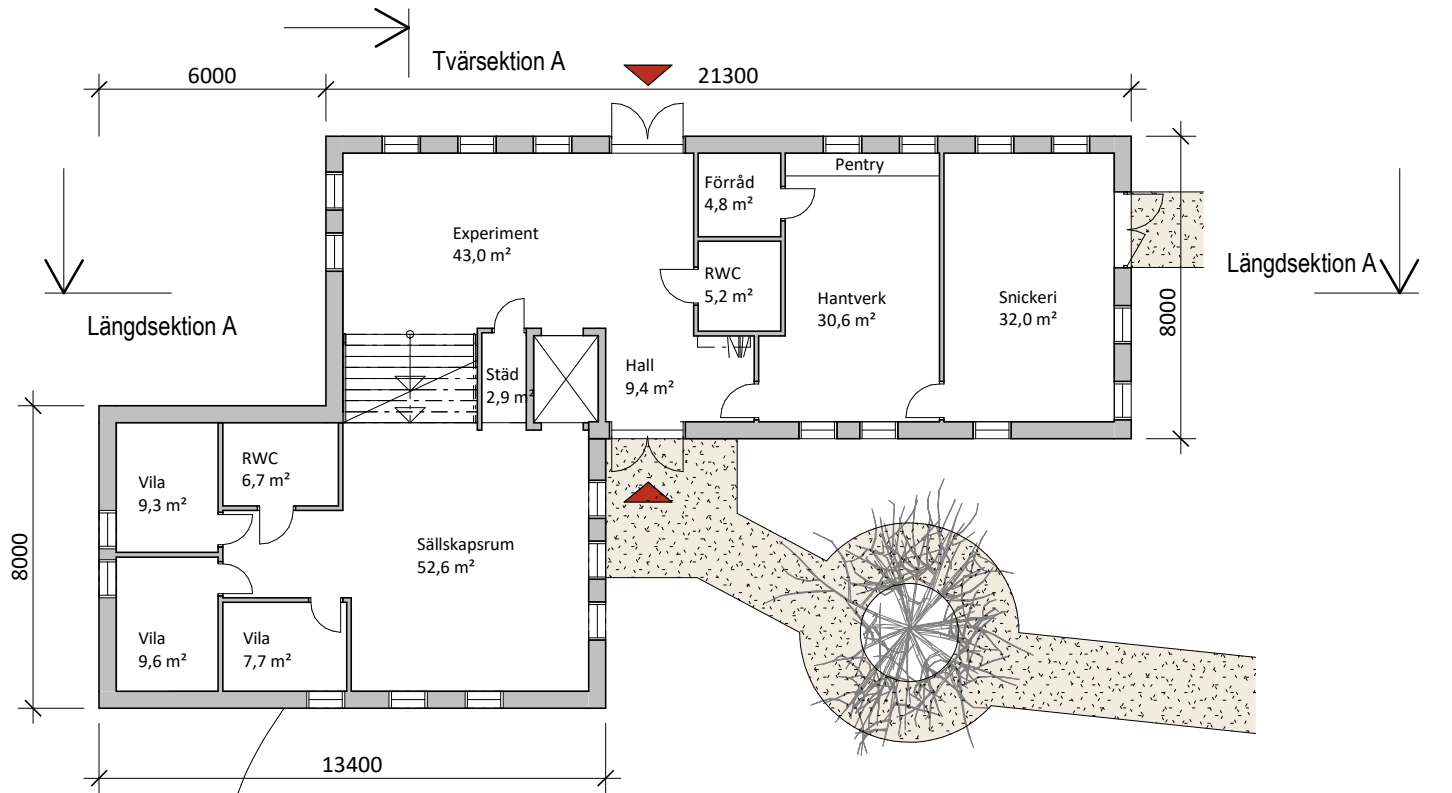 Tvärsektion A
6000
21300
Pentry
Förråd
4,8 m²
Experiment
43,0 m²
RWC
5,2 m²
Hantverk
30,6 m²
Snickeri
32,0 m²
Längdsektion A
Längdsektion A
8000
Städ
2,9 m²
Hall
9,4 m²
RWC
6,7 m²
Vila
9,3 m²
Sällskapsrum
52,6 m²
8000
Vila
9,6 m²
Vila
7,7 m²
13400